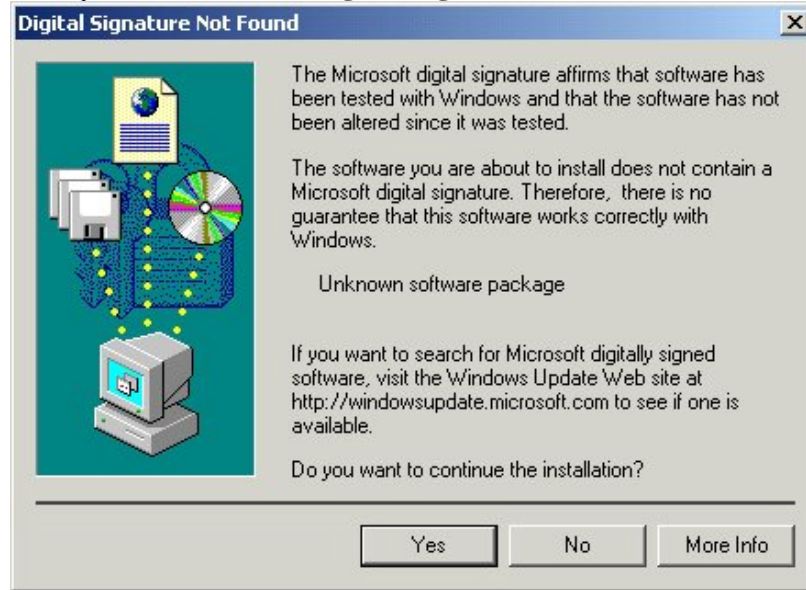 Digital Signature Not Found
The Microsoft digital signature affirms that software has
been tested with Windows and that the software has not
been altered since it was tested.
The software you are about to install does not contain a
Microsoft digital signature. Therefore,  there is no
guarantee that this software works correctly with
Windows.
Unknown software package
If you want to search for Microsoft digitally signed
software, visit the Windows Update Web site at
http://windowsupdate.microsoft.com to see if one is
available.
Do you want to continue the installation?
Yes
No
More Info